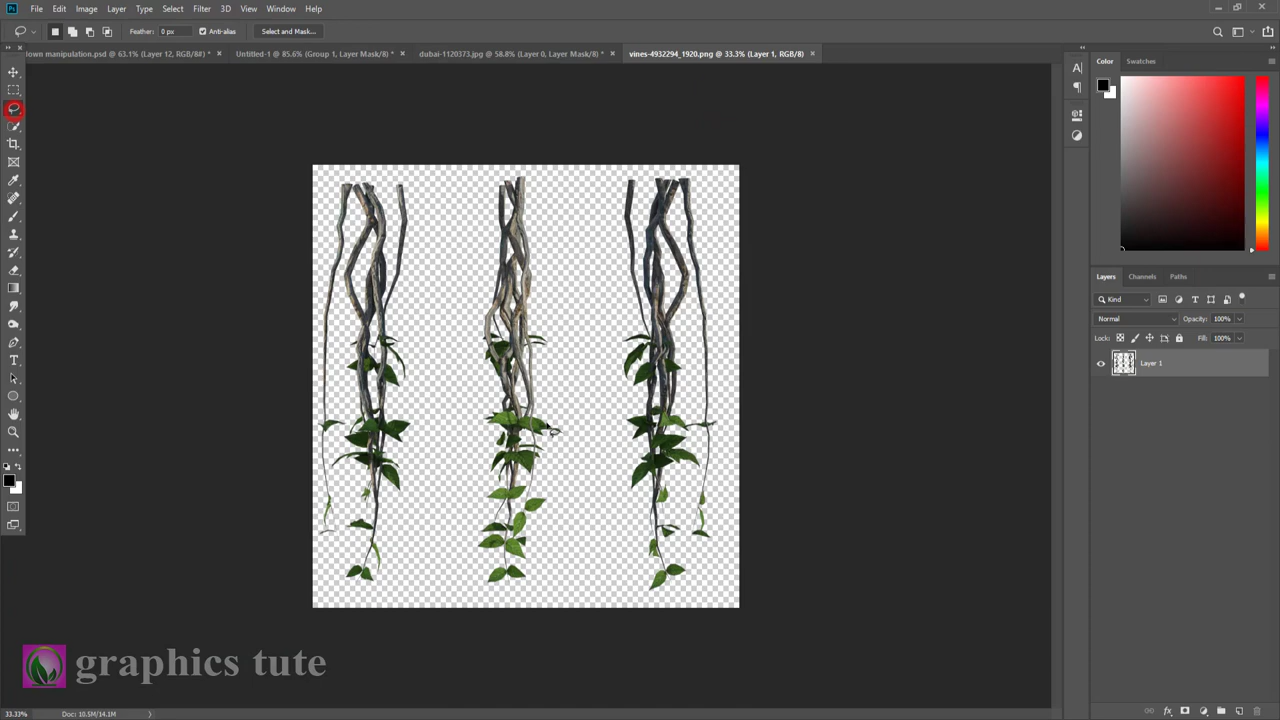 Ps File Edit Image Layer Type Select Filter 3D View Window Help
Feather: 0 px Anti-alias Select and Mask...
own manipulation.psd @ 63.1% (Layer 12, RGB/8#) * × Untitled-1 @ 85.6% (Group 1, Layer Mask/8) * × dubai-1120373.jpg @ 58.8% (Layer 0, Layer Mask/8) * × vines-4932294_1920.png @ 33.3% (Layer 1, RGB/8) ×
Color Swatches
Layers Channels Paths
Kind
Normal Opacity: 100%
Lock: Fill: 100%
Layer 1
graphics tute
33.33% Doc: 10.5M/14.1M